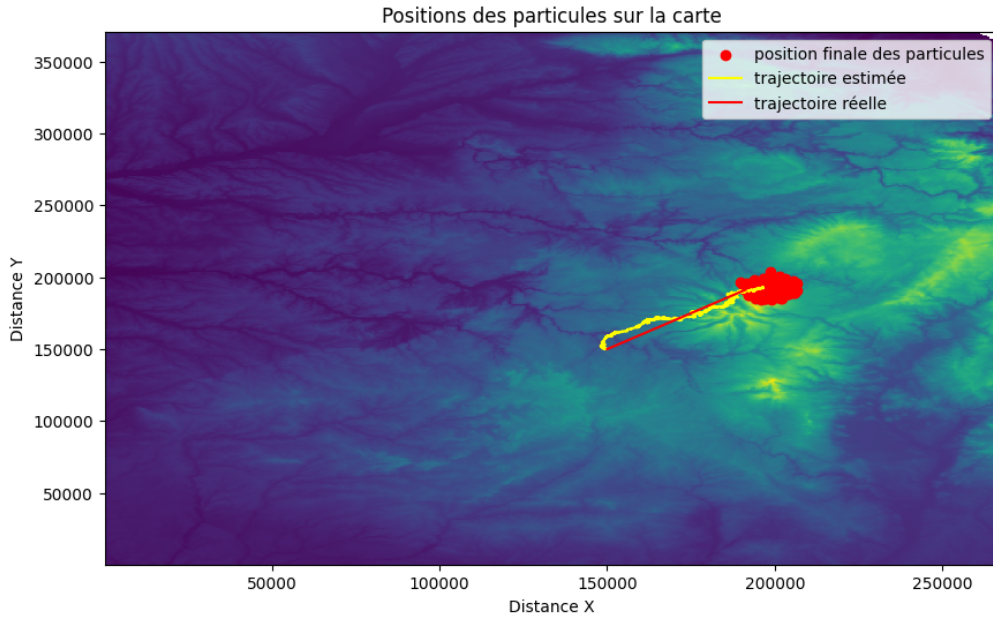 Positions des particules sur la carte
position finale des particules
trajectoire estimée
trajectoire réelle
Distance Y
350000
300000
250000
200000
150000
100000
50000
50000
100000
150000
200000
250000
Distance X